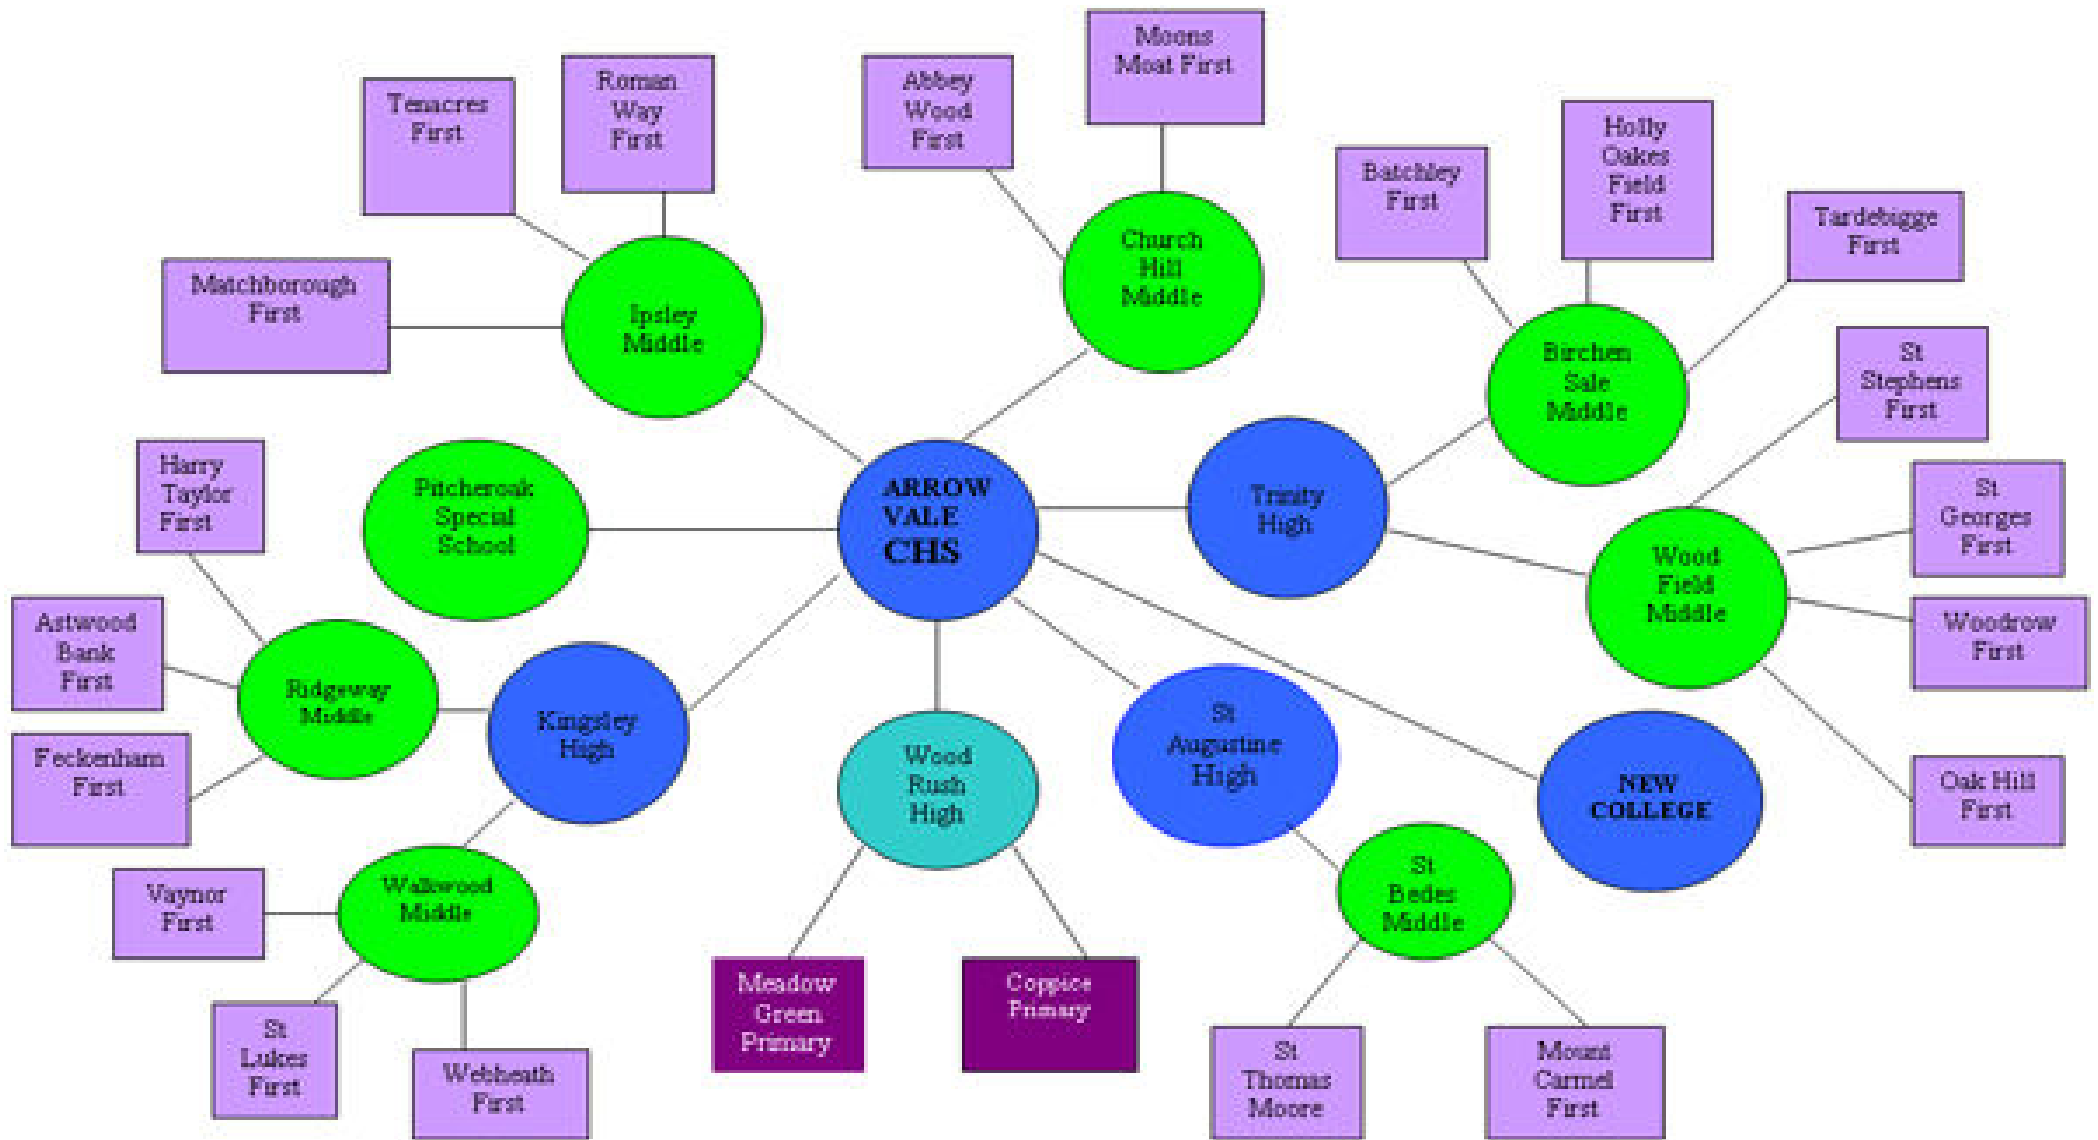 Moons
Moat First
Roman
Way
First
Abbey
Wood
First
Tenacres
First
Holly
Oakes
Field
First
Batchley
First
Tardebigge
First
Church
Hill
Middle
Matchborough
First
Ipsley
Middle
Birchen
Sale
Middle
St
Stephens
First
Harry
Taylor
First
Pitcheroak
Special
School
ARROW
VALE
CHS
Trinity
High
St
Georges
First
Wood
Field
Middle
Astwood
Bank
First
Woodrow
First
Ridgeway
Middle
Kingsley
High
St
Augustine
High
Feckenham
First
Wood
Rush
High
NEW
COLLEGE
Oak Hill
First
Vaynor
First
Walkwood
Middle
St
Bedes
Middle
Meadow
Green
Primary
Coppice
Primary
St
Lukes
First
Webheath
First
St
Thomas
Moore
Mount
Carmel
First